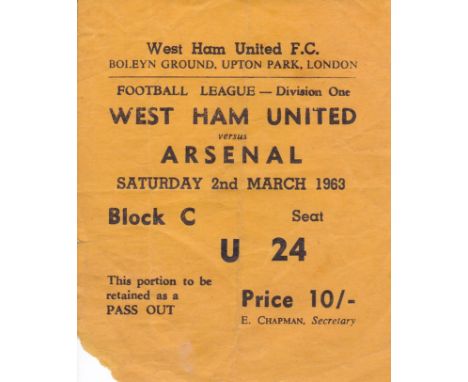 West Ham United F.C.
BOLEYN GROUND, UPTON PARK, LONDON
FOOTBALL LEAGUE — Division One
WEST HAM UNITED
versus
ARSENAL
SATURDAY 2nd MARCH 1963
Block C Seat
U 24
This portion to be
retained as a
PASS OUT
Price 10/-
E. CHAPMAN, Secretary